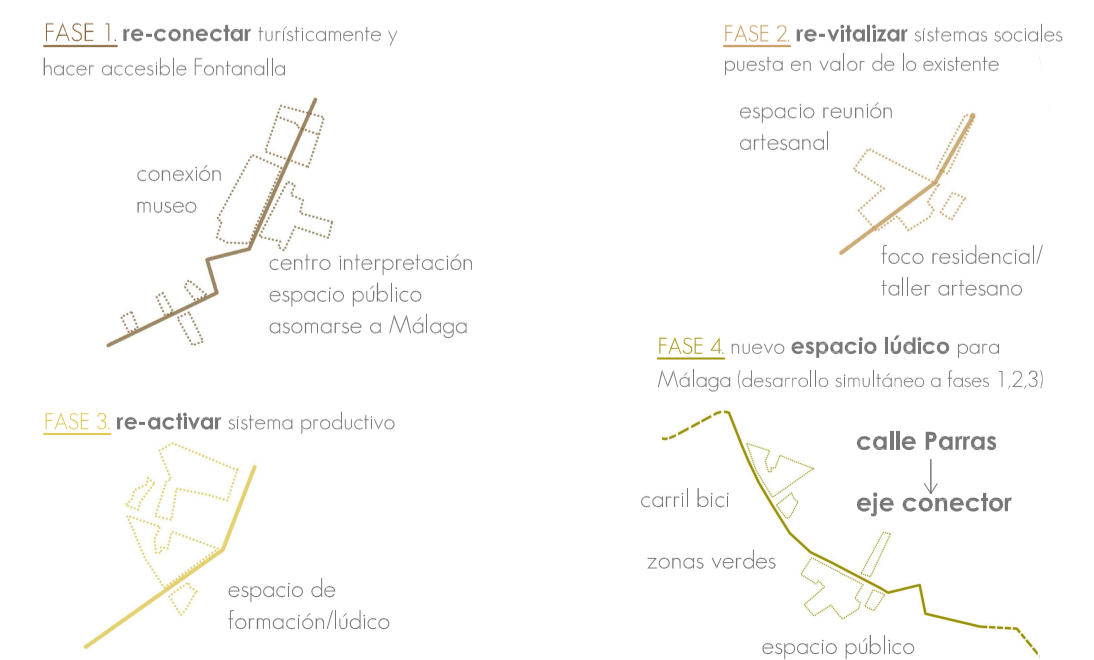 FASE 1. re-conectar turísticamente y
hacer accesible Fontanalla
conexión
museo
centro interpretación
espacio público
asomarse a Málaga
FASE 2. re-vitalizar sistemas sociales
puesta en valor de lo existente
espacio reunión
artesanal
foco residencial/
taller artesano
FASE 3. re-activar sistema productivo
espacio de
formación/lúdico
FASE 4. nuevo espacio lúdico para
Málaga (desarrollo simultáneo a fases 1,2,3)
calle Parras
eje conector
carril bici
zonas verdes
espacio público